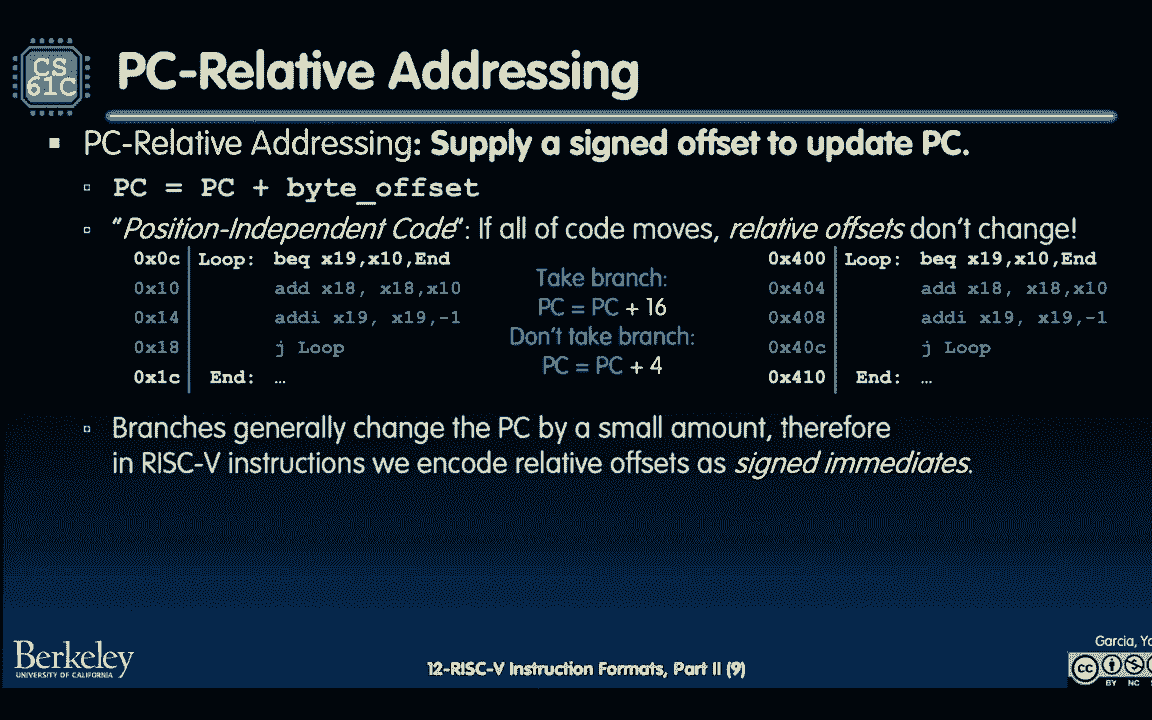 CS
61C
PC-Relative Addressing
▪ PC-Relative Addressing: Supply a signed offset to update PC.
▫ PC = PC + byte_offset
▫ "Position-Independent Code": If all of code moves, relative offsets don't change!
0x0c Loop: beq x19,x10,End
0x10 add x18, x18,x10
0x14 addi x19, x19,-1
0x18 j Loop
0x1c End: …
Take branch:
PC = PC + 16
Don't take branch:
PC = PC + 4
0x400 Loop: beq x19,x10,End
0x404 add x18, x18,x10
0x408 addi x19, x19,-1
0x40c j Loop
0x410 End: …
▫ Branches generally change the PC by a small amount, therefore
in RISC-V instructions we encode relative offsets as signed immediates.
Berkeley
UNIVERSITY OF CALIFORNIA
12-RISC-V Instruction Formats, Part II (9)
Garcia,
cc
BY NC